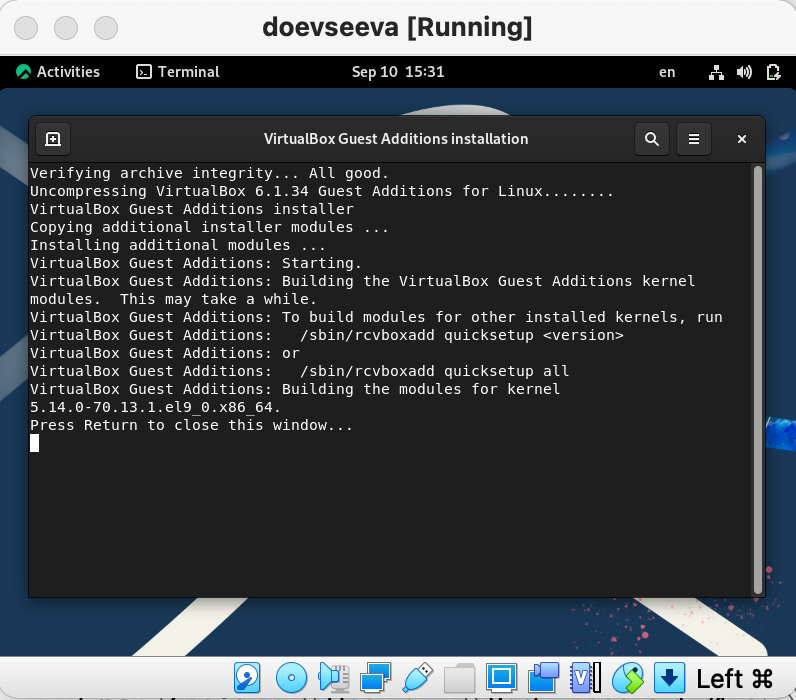 doevseeva [Running]
Activities Terminal Sep 10 15:31 en
VirtualBox Guest Additions installation
Verifying archive integrity... All good.
Uncompressing VirtualBox 6.1.34 Guest Additions for Linux........
VirtualBox Guest Additions installer
Copying additional installer modules ...
Installing additional modules ...
VirtualBox Guest Additions: Starting.
VirtualBox Guest Additions: Building the VirtualBox Guest Additions kernel
modules.  This may take a while.
VirtualBox Guest Additions: To build modules for other installed kernels, run
VirtualBox Guest Additions:   /sbin/rcvboxadd quicksetup <version>
VirtualBox Guest Additions: or
VirtualBox Guest Additions:   /sbin/rcvboxadd quicksetup all
VirtualBox Guest Additions: Building the modules for kernel
5.14.0-70.13.1.el9_0.x86_64.
Press Return to close this window...
Left ⌘